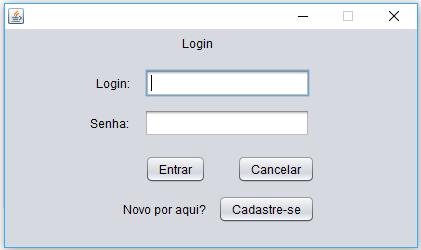 Login
Login:
Senha:
Entrar Cancelar
Novo por aqui? Cadastre-se